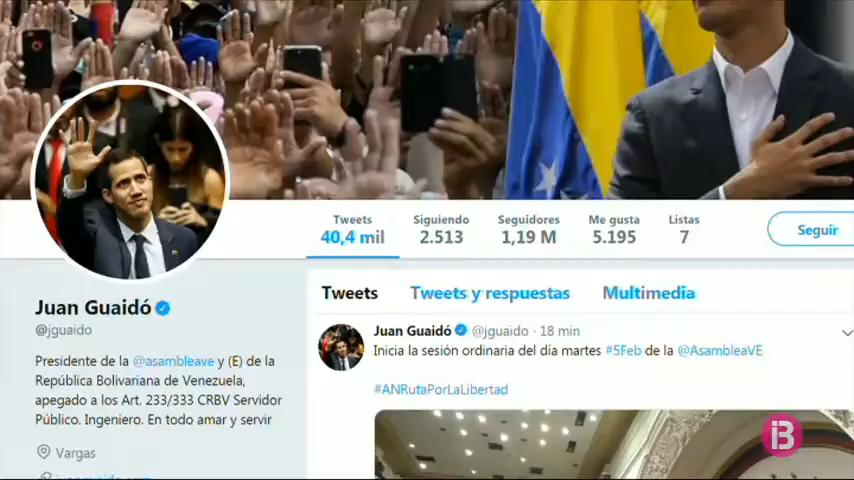 Tweets
40,4 mil
Siguiendo
2.513
Seguidores
1,19 M
Me gusta
5.195
Listas
7
Seguir
Juan Guaidó
@jguaido
Presidente de la @asambleave y (E) de la
República Bolivariana de Venezuela,
apegado a los Art. 233/333 CRBV Servidor
Público. Ingeniero. En todo amar y servir
Vargas
Tweets Tweets y respuestas Multimedia
Juan Guaidó @jguaido · 18 min
Inicia la sesión ordinaria del día martes #5Feb de la @AsambleaVE
#ANRutaPorLaLibertad
iB